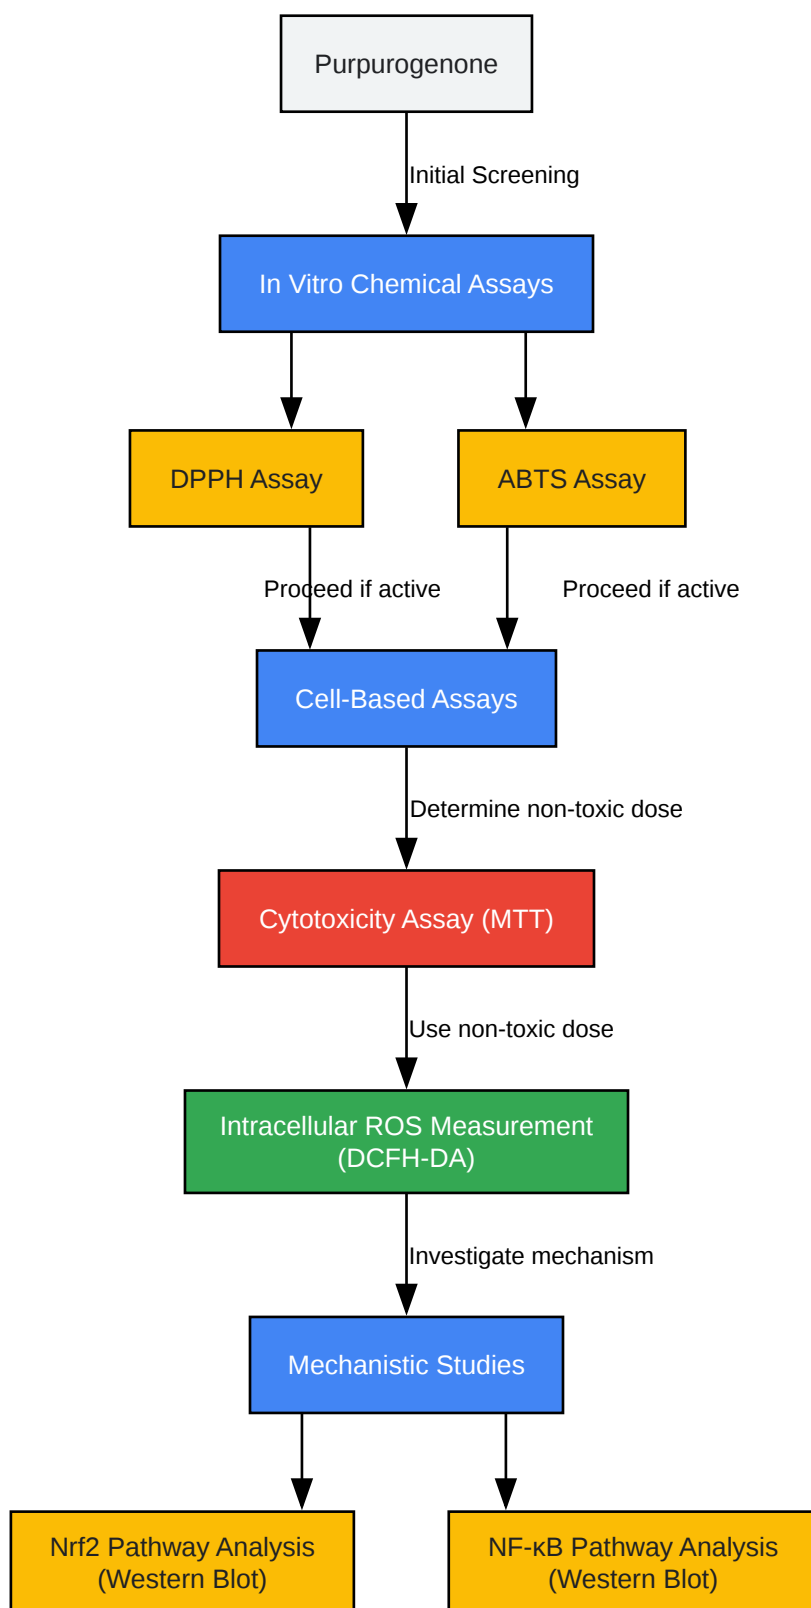 Purpurogenone
Initial Screening
In Vitro Chemical Assays
DPPH Assay
ABTS Assay
Proceed if active
Proceed if active
Cell-Based Assays
Determine non-toxic dose
Cytotoxicity Assay (MTT)
Use non-toxic dose
Intracellular ROS Measurement
(DCFH-DA)
Investigate mechanism
Mechanistic Studies
Nrf2 Pathway Analysis
(Western Blot)
NF-κB Pathway Analysis
(Western Blot)